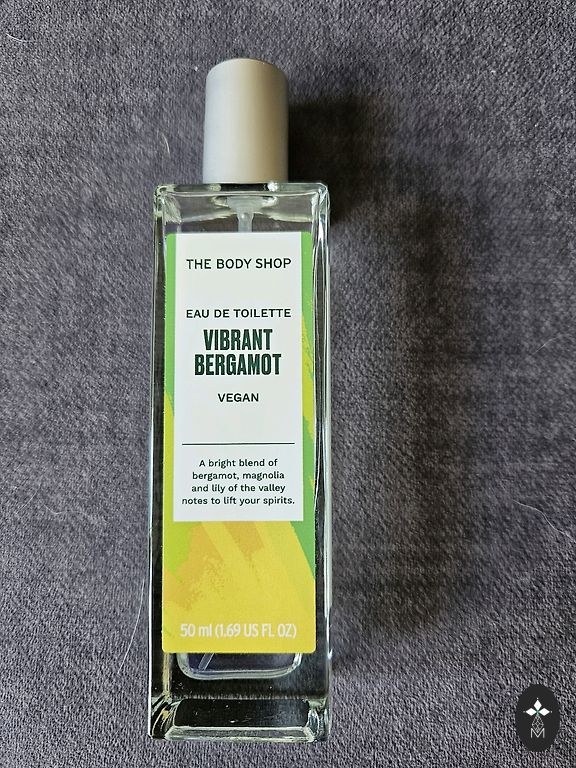 THE BODY SHOP
EAU DE TOILETTE
VIBRANT
BERGAMOT
VEGAN
A bright blend of
bergamot, magnolia
and lily of the valley
notes to lift your spirits.
50 ml (1.69 US FL OZ)
M